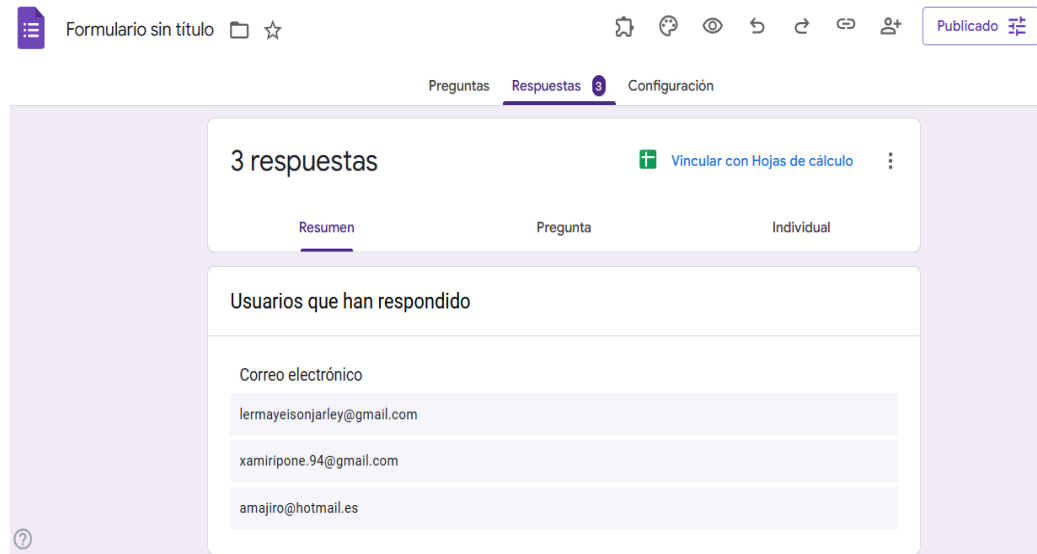 Formulario sin título
Publicado
Preguntas Respuestas 3 Configuración
3 respuestas
Vincular con Hojas de cálculo
Resumen Pregunta Individual
Usuarios que han respondido
Correo electrónico
lermayeisonjarley@gmail.com
xamiripone.94@gmail.com
amajiro@hotmail.es